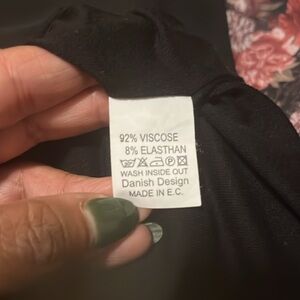 92% VISCOSE
8% ELASTHAN
WASH INSIDE OUT
Danish Design
MADE IN E.C.